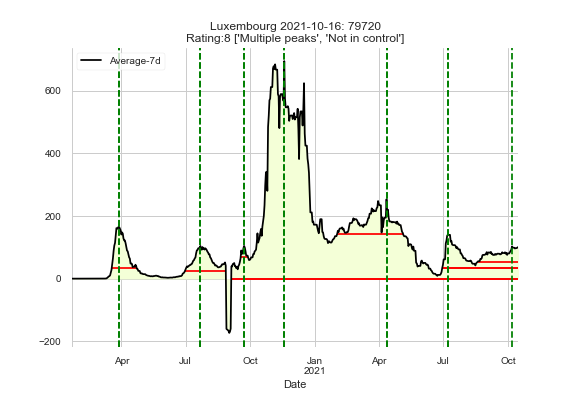 Luxembourg 2021-10-16: 79720
Rating:8 ['Multiple peaks', 'Not in control']
Average-7d
600
400
200
0
−200
Apr
Jul
Oct
Jan
2021
Apr
Jul
Oct
Date